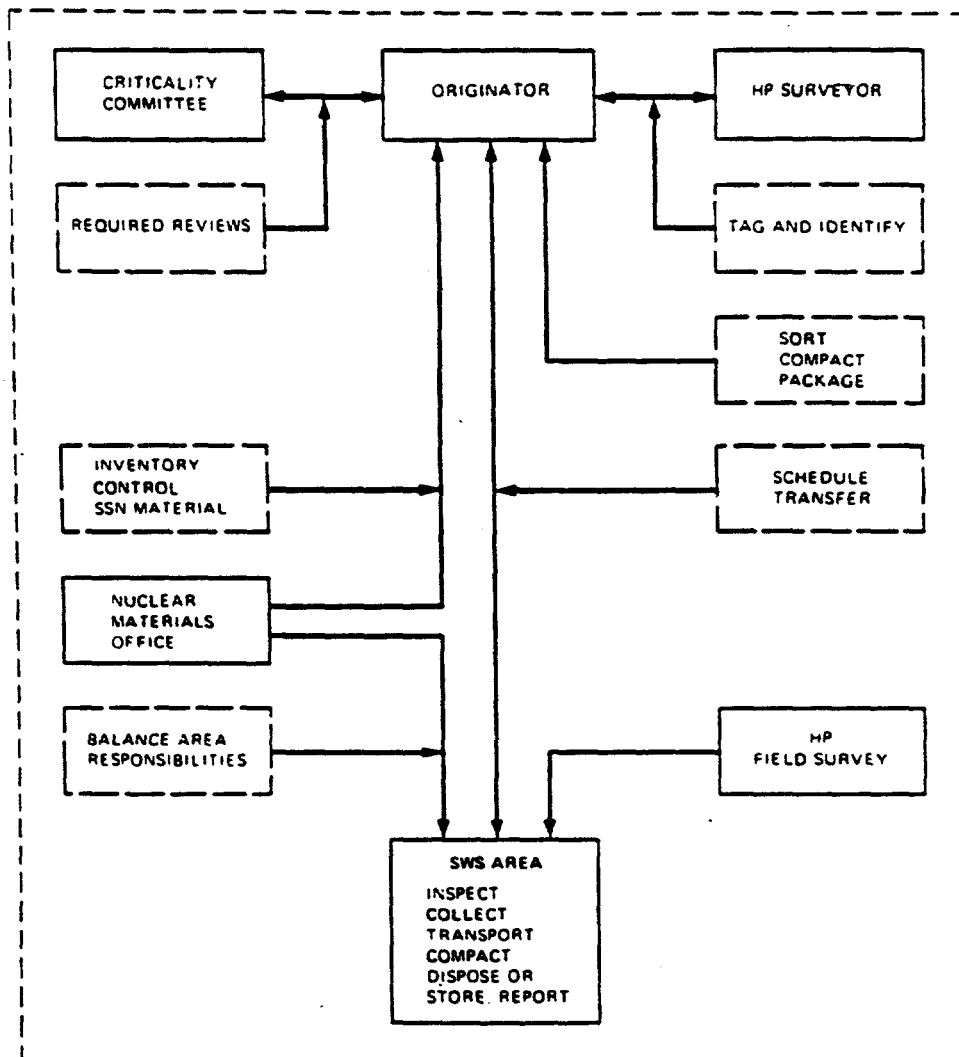 CRITICALITY
COMMITTEE
ORIGINATOR
HP SURVEYOR
REQUIRED REVIEWS
TAG AND IDENTIFY
SORT
COMPACT
PACKAGE
INVENTORY
CONTROL
SSN MATERIAL
SCHEDULE
TRANSFER
NUCLEAR
MATERIALS
OFFICE
BALANCE AREA
RESPONSIBILITIES
HP
FIELD SURVEY
SWS AREA
INSPECT
COLLECT
TRANSPORT
COMPACT
DISPOSE OR
STORE. REPORT